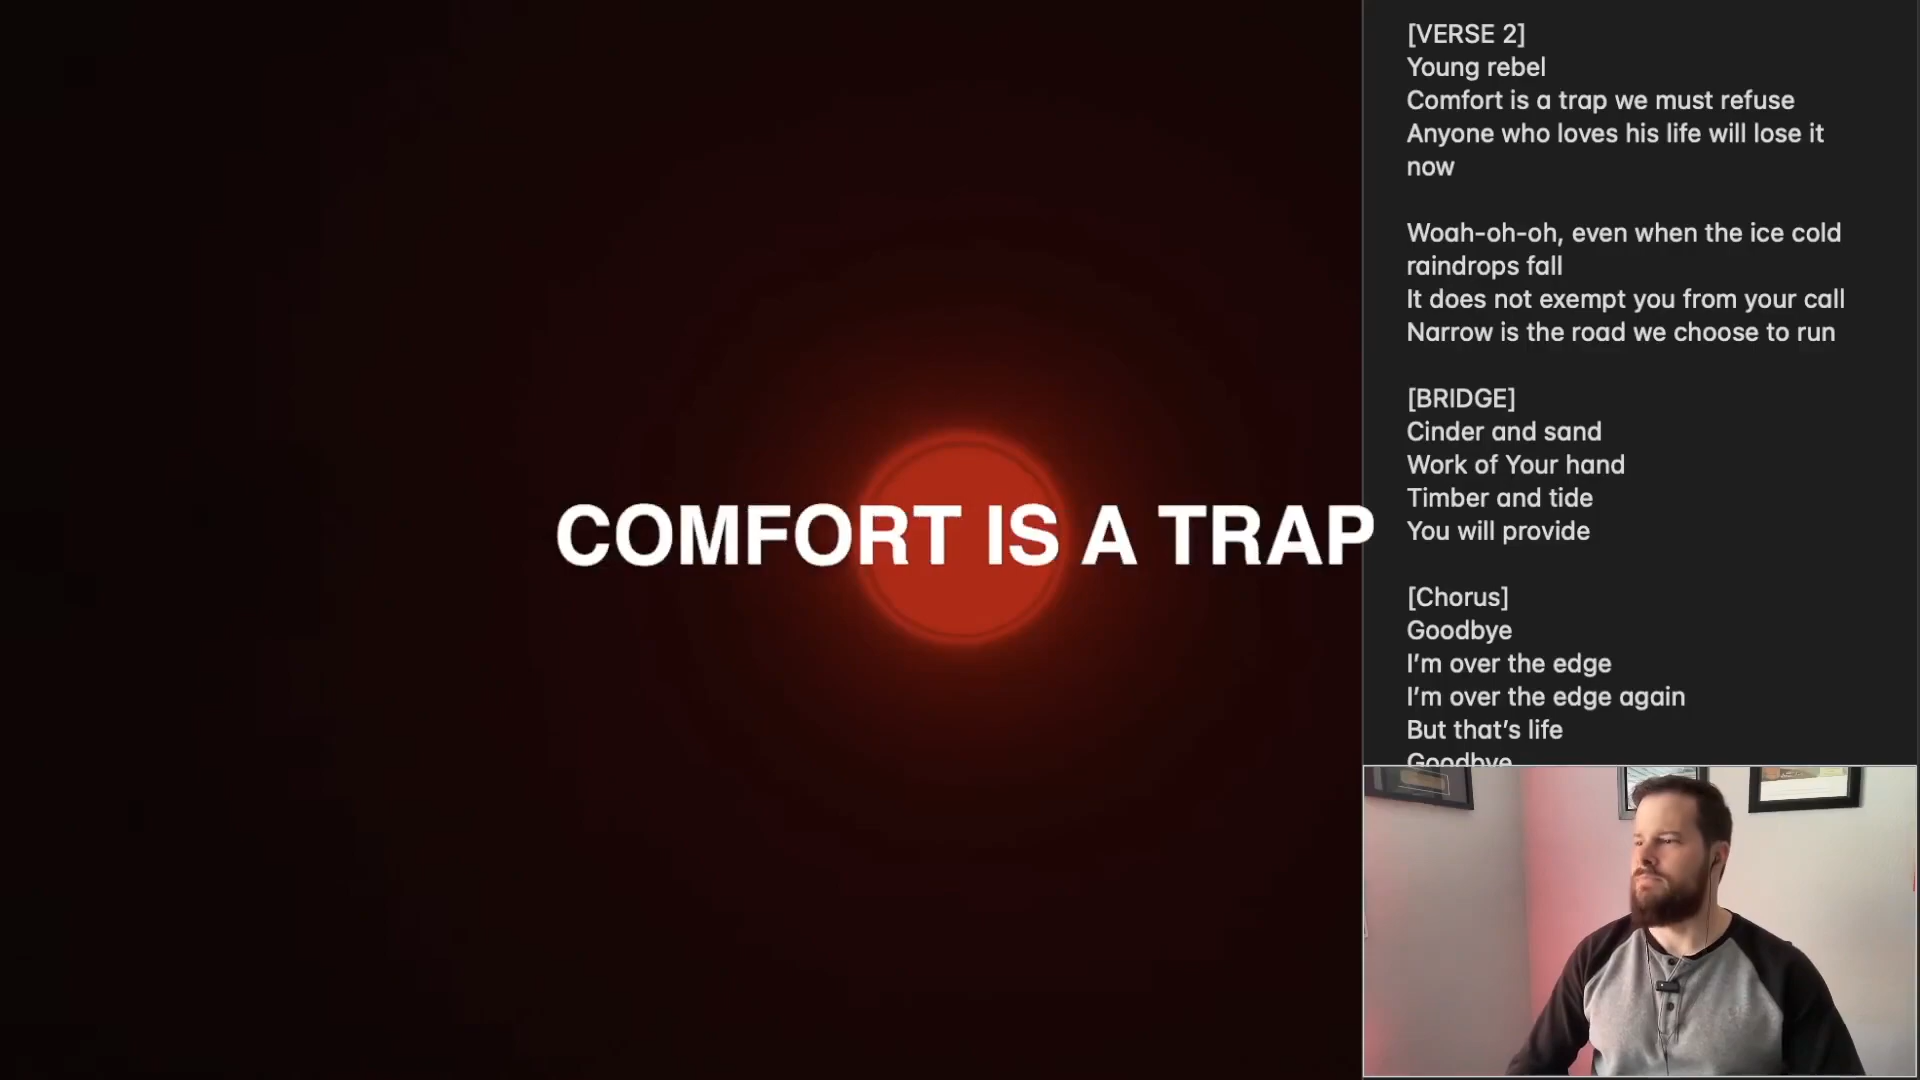 COMFORT IS A TRAP
[VERSE 2]
Young rebel
Comfort is a trap we must refuse
Anyone who loves his life will lose it
now
Woah-oh-oh, even when the ice cold
raindrops fall
It does not exempt you from your call
Narrow is the road we choose to run
[BRIDGE]
Cinder and sand
Work of Your hand
Timber and tide
You will provide
[Chorus]
Goodbye
I’m over the edge
I’m over the edge again
But that’s life
Goodbye